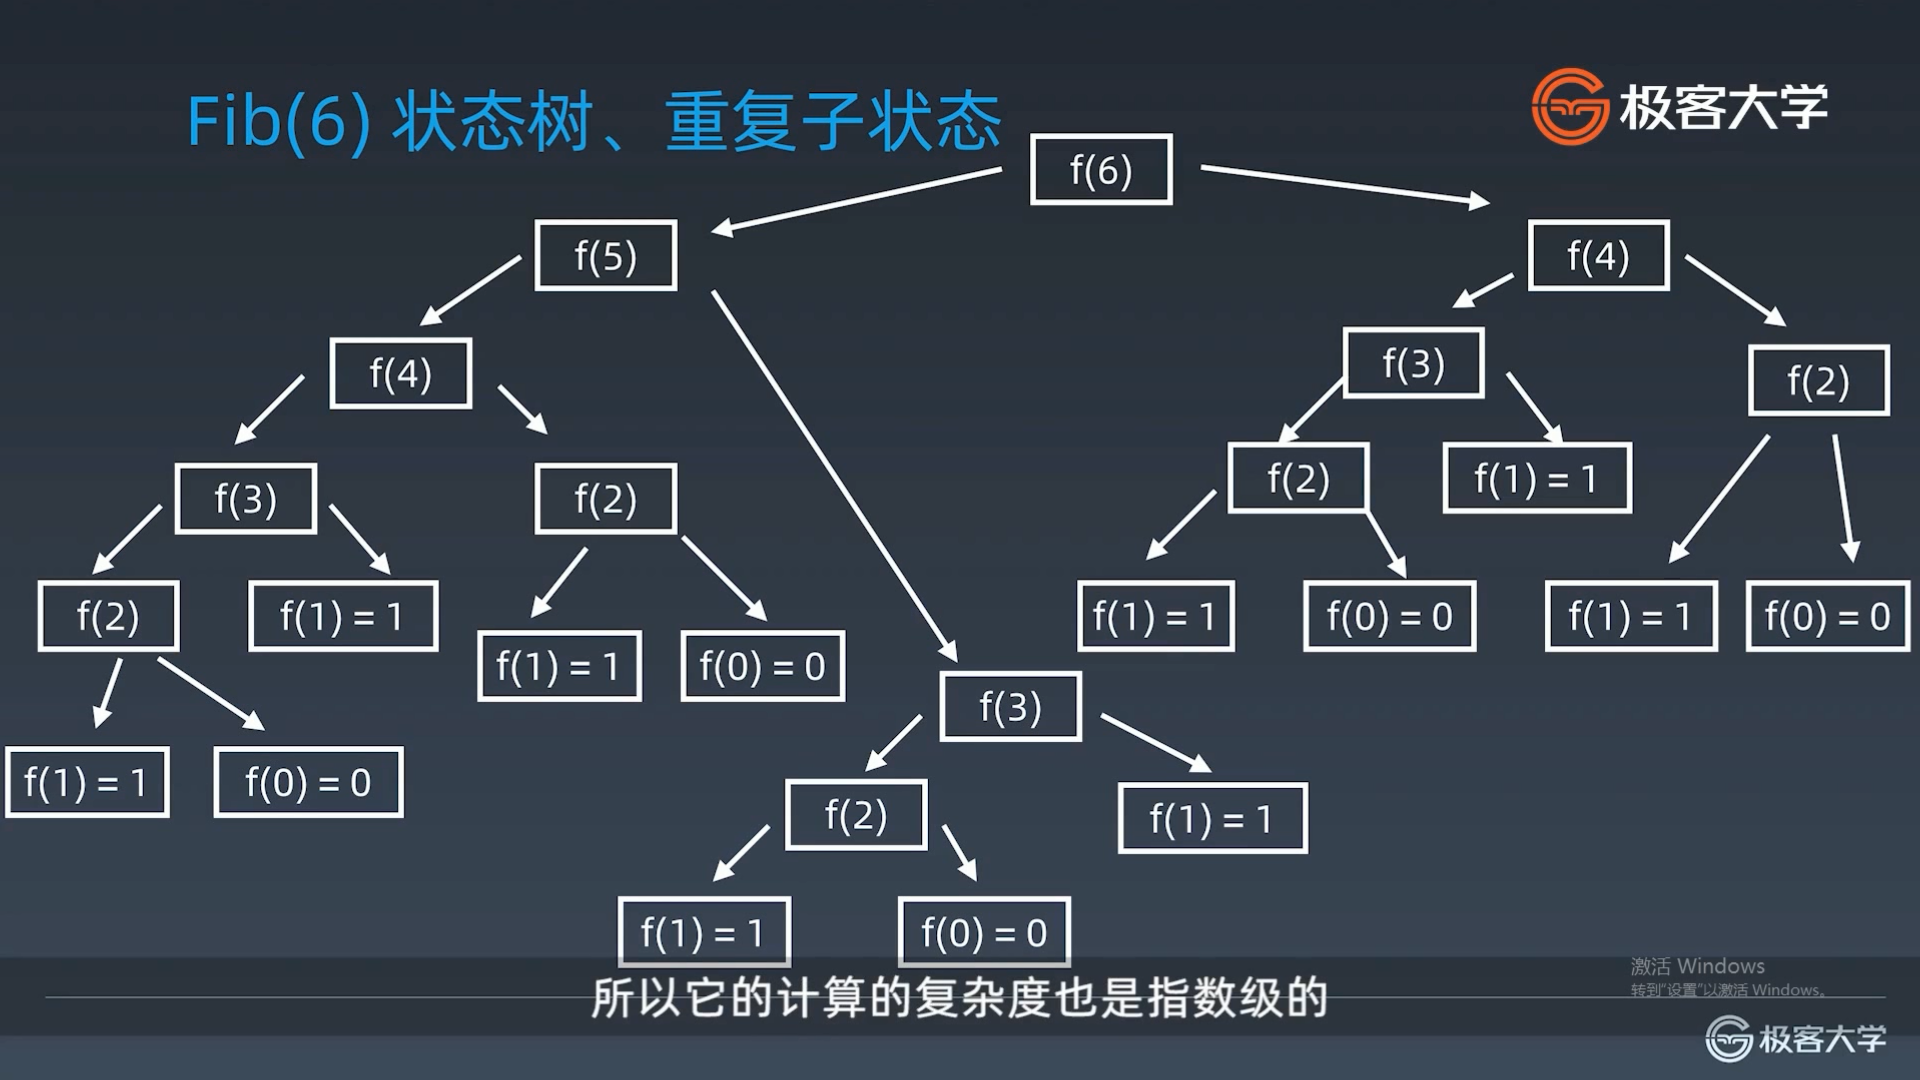 Fib(6) 状态树、重复子状态
极客大学
f(6)
f(5)
f(4)
f(4)
f(3)
f(2)
f(3)
f(2)
f(2)
f(1) = 1
f(2)
f(1) = 1
f(1) = 1
f(0) = 0
f(1) = 1
f(0) = 0
f(1) = 1
f(0) = 0
f(3)
f(1) = 1
f(0) = 0
f(2)
f(1) = 1
f(1) = 1
f(0) = 0
所以它的计算的复杂度也是指数级的
激活 Windows
转到"设置"以激活 Windows。
极客大学